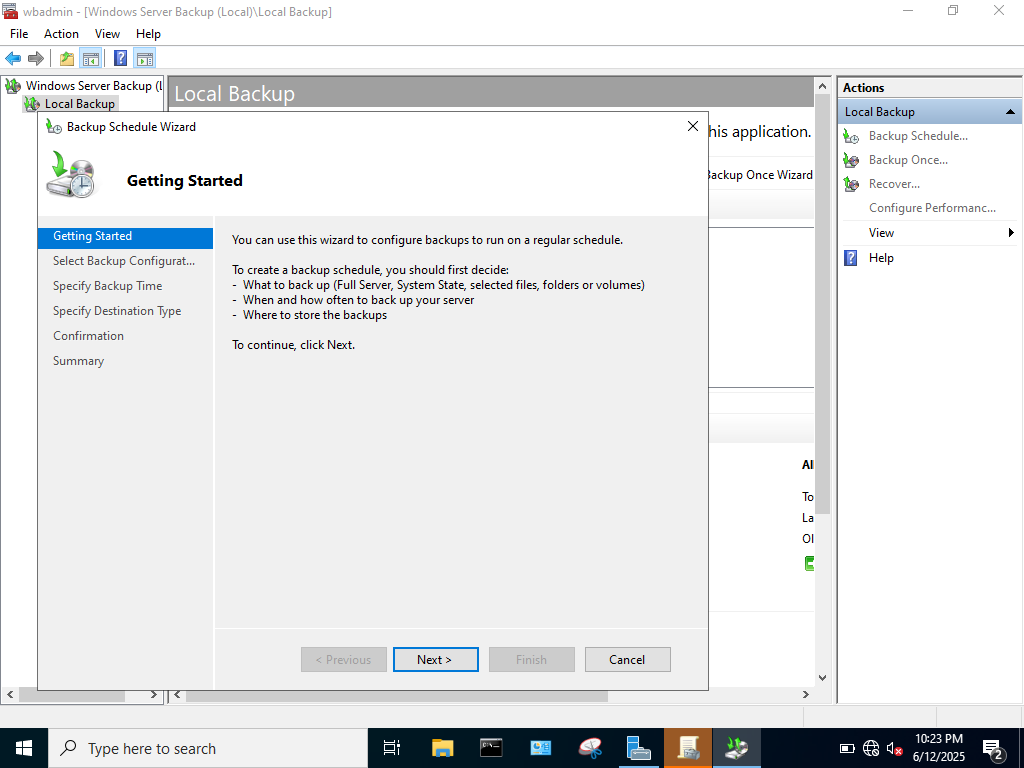 wbadmin - [Windows Server Backup (Local)\Local Backup]
File Action View Help
Windows Server Backup (L
Local Backup
Local Backup
his application.
Backup Once Wizard
Al
To
La
Ol
Backup Schedule Wizard
Getting Started
Getting Started
Select Backup Configurat...
Specify Backup Time
Specify Destination Type
Confirmation
Summary
You can use this wizard to configure backups to run on a regular schedule.
To create a backup schedule, you should first decide:
- What to back up (Full Server, System State, selected files, folders or volumes)
- When and how often to back up your server
- Where to store the backups
To continue, click Next.
< Previous Next > Finish Cancel
Actions
Local Backup
Backup Schedule...
Backup Once...
Recover...
Configure Performanc...
View
Help
Type here to search
10:23 PM
6/12/2025
2